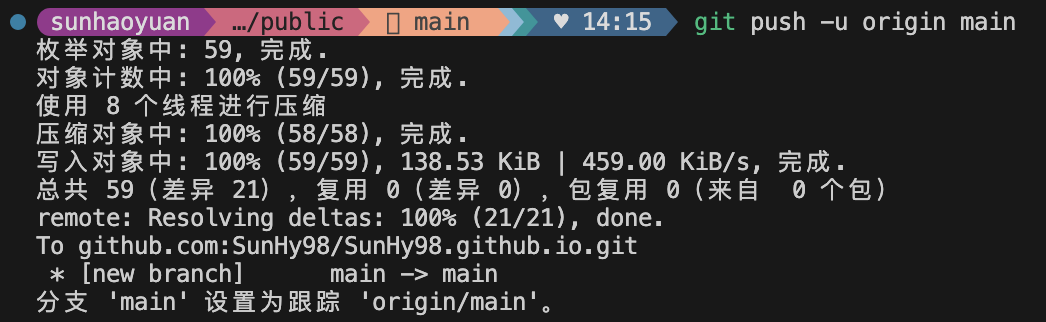 sunhaoyuan …/public main ♥ 14:15 git push -u origin main
枚举对象中: 59, 完成.
对象计数中: 100% (59/59), 完成.
使用 8 个线程进行压缩
压缩对象中: 100% (58/58), 完成.
写入对象中: 100% (59/59), 138.53 KiB | 459.00 KiB/s, 完成.
总共 59（差异 21），复用 0（差异 0），包复用 0（来自  0 个包）
remote: Resolving deltas: 100% (21/21), done.
To github.com:SunHy98/SunHy98.github.io.git
 * [new branch]      main -> main
分支 'main' 设置为跟踪 'origin/main'。